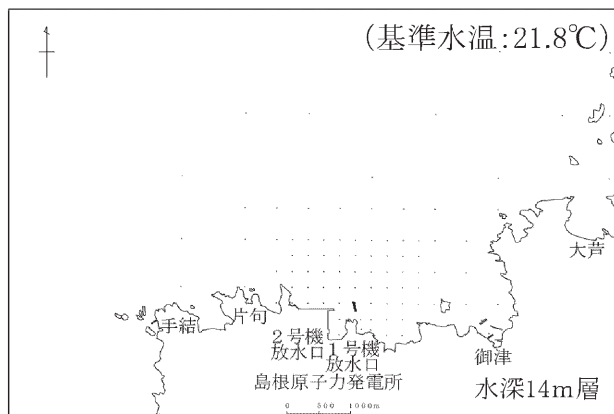 (基準水温:21.8℃)
大芦
手結
片句
2号機
放水口
1号機
放水口
御津
島根原子力発電所
水深14m層
0 500 1000m